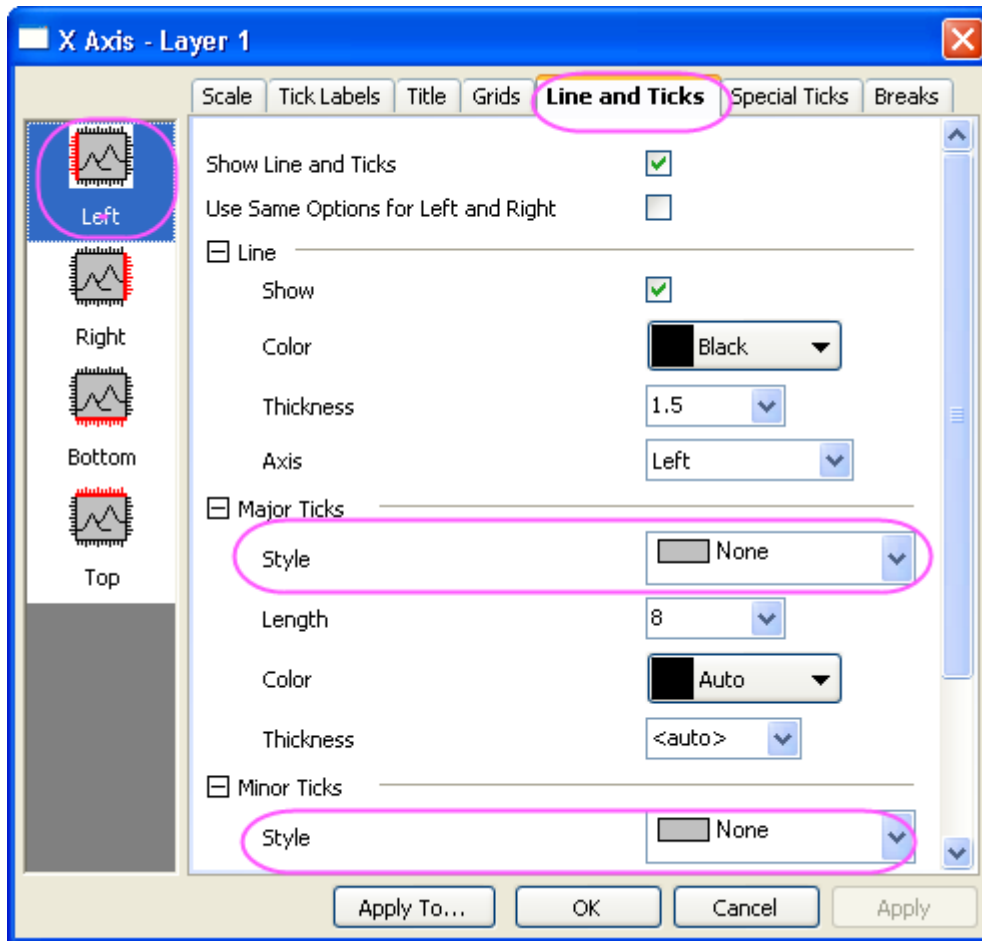 X Axis - Layer 1
Scale Tick Labels Title Grids Line and Ticks Special Ticks Breaks
Left
Right
Bottom
Top
Show Line and Ticks
Use Same Options for Left and Right
Line
Show
Color Black
Thickness 1.5
Axis Left
Major Ticks
Style None
Length 8
Color Auto
Thickness <auto>
Minor Ticks
Style None
Apply To... OK Cancel Apply